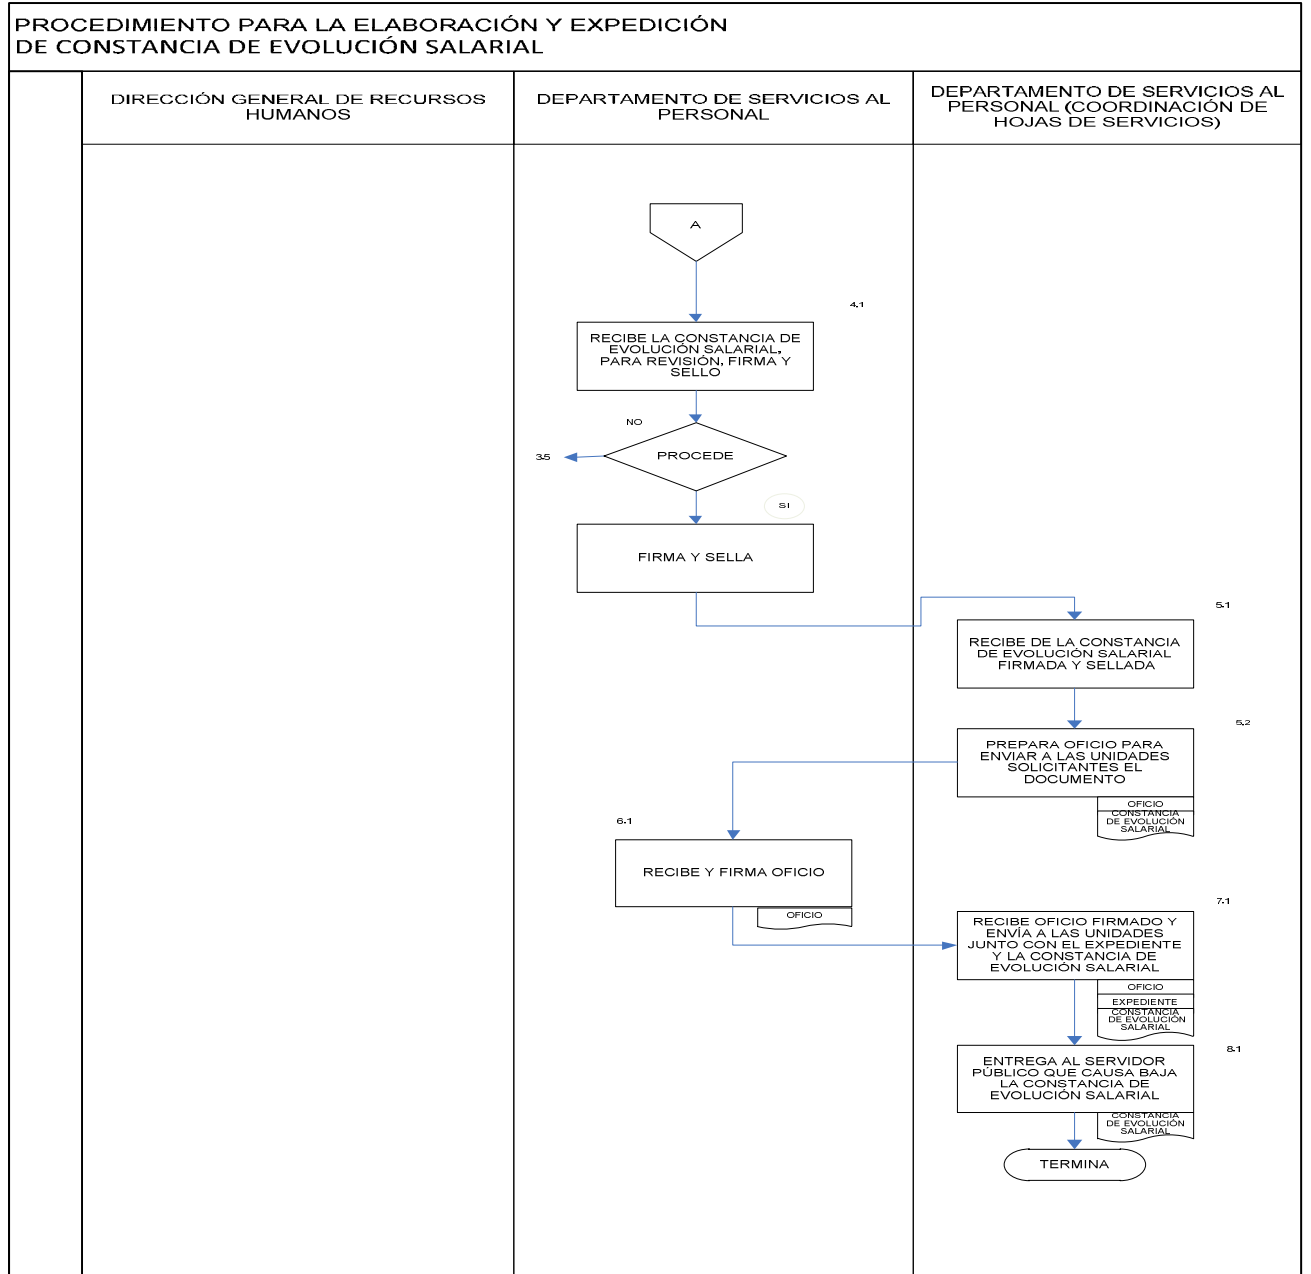 PROCEDIMIENTO PARA LA ELABORACIÓN Y EXPEDICIÓN
DE CONSTANCIA DE EVOLUCIÓN SALARIAL
DIRECCIÓN GENERAL DE RECURSOS
HUMANOS
DEPARTAMENTO DE SERVICIOS AL
PERSONAL
DEPARTAMENTO DE SERVICIOS AL
PERSONAL (COORDINACIÓN DE
HOJAS DE SERVICIOS)
A
4.1
RECIBE LA CONSTANCIA DE
EVOLUCIÓN SALARIAL,
PARA REVISIÓN, FIRMA Y
SELLO
NO
PROCEDE
3.5
SI
FIRMA Y SELLA
5.1
RECIBE DE LA CONSTANCIA
DE EVOLUCIÓN SALARIAL
FIRMADA Y SELLADA
5.2
PREPARA OFICIO PARA
ENVIAR A LAS UNIDADES
SOLICITANTES EL
DOCUMENTO
OFICIO
CONSTANCIA
DE EVOLUCIÓN
SALARIAL
6.1
RECIBE Y FIRMA OFICIO
OFICIO
7.1
RECIBE OFICIO FIRMADO Y
ENVÍA A LAS UNIDADES
JUNTO CON EL EXPEDIENTE
Y LA CONSTANCIA DE
EVOLUCIÓN SALARIAL
OFICIO
EXPEDIENTE
CONSTANCIA
DE EVOLUCIÓN
SALARIAL
8.1
ENTREGA AL SERVIDOR
PÚBLICO QUE CAUSA BAJA
LA CONSTANCIA DE
EVOLUCIÓN SALARIAL
CONSTANCIA
DE EVOLUCIÓN
SALARIAL
TERMINA